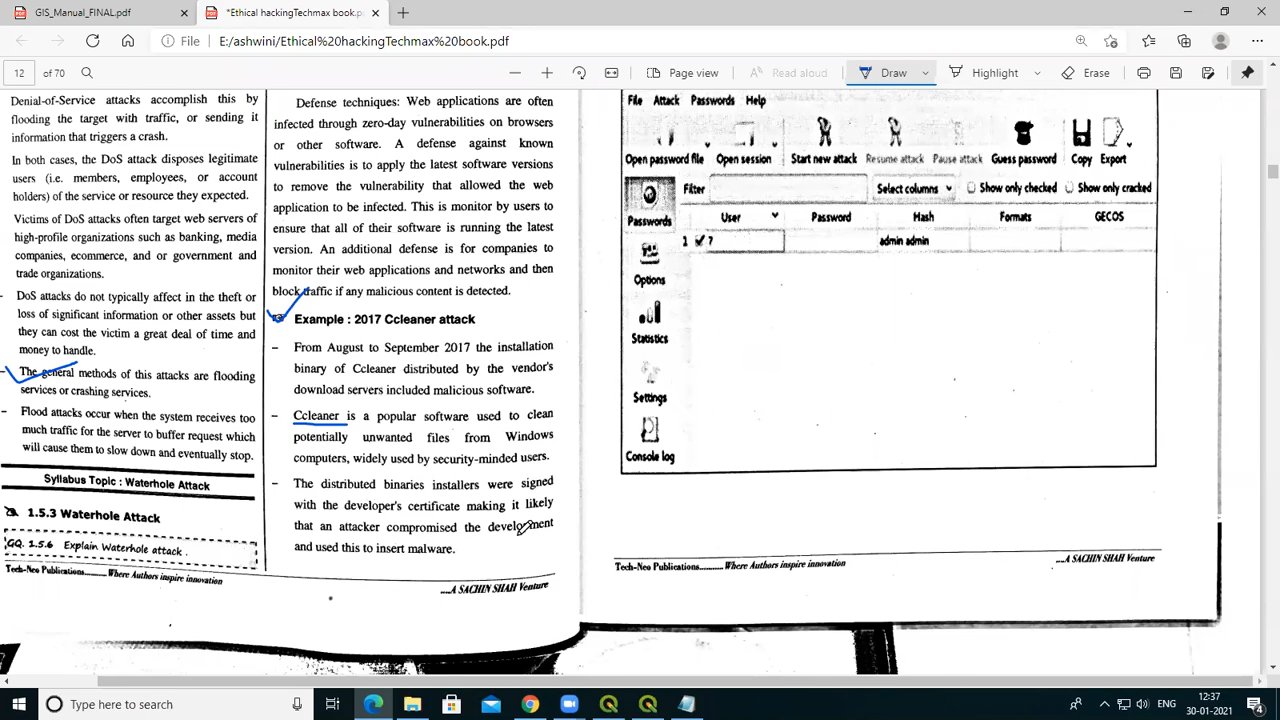 GIS_Manual_FINAL(F).pdf
*Ethical hackingTcchmax book.pdf
File
E:/ashwini/Ethical%20hackingTcchmax%20book.pdf
12
of 70
Page view
Read aloud
Draw
Highlight
Erase
Denial-of-Service attacks accomplish this by
flooding the target with traffic, or sending it
information that triggers a crash.
In both cases, the DoS attack disposes legitimate
users (i.e. members, employees, or account
holders) of the service or resource they expected.
Victims of DoS attacks often target web servers of
high-profile organizations such as banking, media
companies, commerce, and or government and
trade organizations.
- DoS attacks do not typically affect in the theft or
loss of significant information or other assets but
they can cost the victim a great deal of time and
money to handle.
- The general methods of this attacks are flooding
services or crashing services.
- Flood attacks occur when the system receives too
much traffic for the server to buffer request which
will cause them to slow down and eventually stop.
Syllabus Topic : Waterhole Attack
1.5.3 Waterhole Attack
GQ. 1.5.6 Explain Waterhole attack.
Tech-Neo Publications.........Where Authors inspire innovation
Defense techniques: Web applications are often
infected through zero-day vulnerabilities on browsers
or other software. A defense against known
vulnerabilities is to apply the latest software versions
to remove the vulnerability that allowed the web
application to be infected. This is monitor by users to
ensure that all of their software is running the latest
version. An additional defense is for companies to
monitor their web applications and networks and then
block traffic if any malicious content is detected.
Example : 2017 Ccleaner attack
- From August to September 2017 the installation
binary of Ccleaner distributed by the vendor's
download servers included malicious software.
- Ccleaner is a popular software used to clean
potentially unwanted files from Windows
computers, widely used by security-minded users.
- The distributed binaries installers were signed
with the developer's certificate making it likely
that an attacker compromised the development
and used this to insert malware.
....A SACHIN SHAH Venture
File Attack Passwords Help
Open password file Open session Start new attack Resume attack Pause attack Guess password Copy Export
Filter Select columns Show only checked Show only cracked
Passwords
User Password Hash Formats GECOS
1 ? admin admin
Options
Statistics
Settings
Console log
Tech-Neo Publications.........Where Authors inspire innovation
....A SACHIN SHAH Venture
Type here to search
ENG
12:37
30-01-2021
4